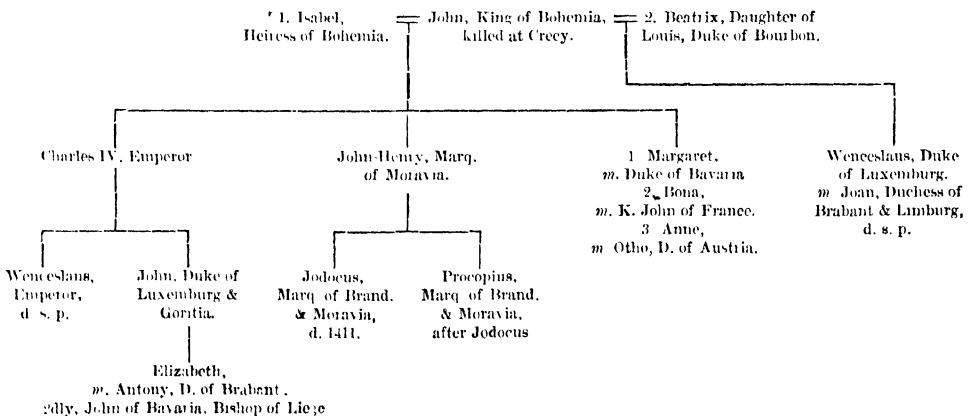 1. Isabel,
Heiress of Bohemia.
John, King of Bohemia,
killed at Crecy.
2. Beatrix, Daughter of
Louis, Duke of Bourbon.
Charles IV. Emperor
John-Henry, Marq.
of Moravia.
1 Margaret,
m. Duke of Bavaria
2. Bona,
m. K. John of France.
3 Anne,
m Otho, D. of Austria.
Wenceslaus, Duke
of Luxemburg.
m Joan, Duchess of
Brabant & Limburg,
d. s. p.
Wenceslaus,
Emperor,
d s. p.
John, Duke of
Luxemburg &
Goritia.
Jodocus,
Marq of Brand.
& Moravia,
d. 1411.
Procopius,
Marq of Brand.
& Moravia,
after Jodocus
Elizabeth,
m. Antony, D. of Brabant.
2dly, John of Bavaria, Bishop of Liege